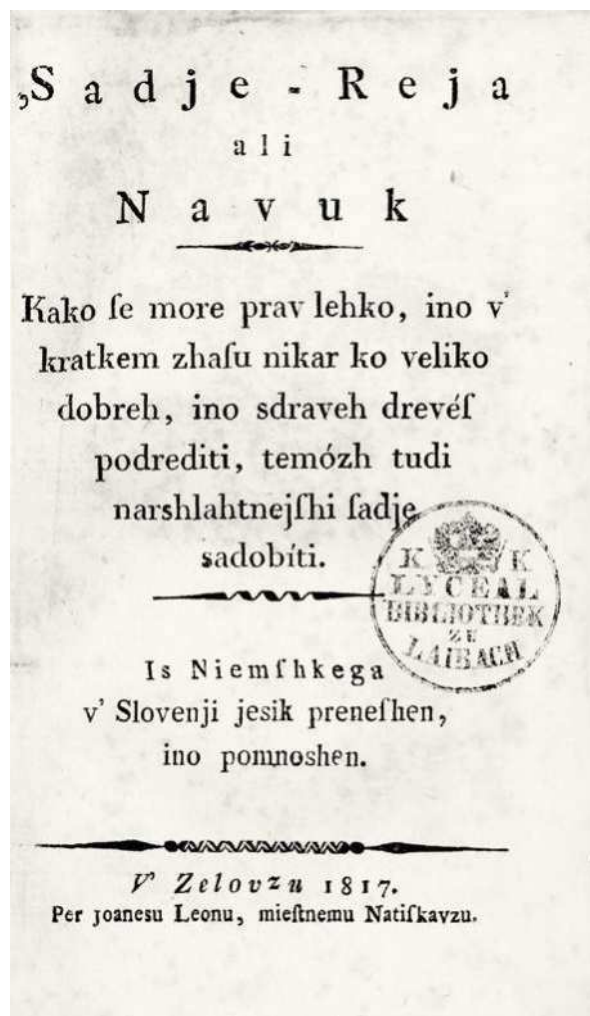 ‚Sadje-Reja
ali
Navuk
Kako ſe more prav lehko, ino v'
kratkem zhaſu nikar ko veliko
dobreh, ino sdraveh drevéſ
podrediti, temózh tudi
narshlahtnejſhi ſadje
sadobíti.
K K
LYCEAL
BIBLIOTHEK
ZE
LAIBACH
Is Niemſhkega
v' Slovenji jesik preneſhen,
ino pomnoshen.
V' Zelovzu 1817.
Per Joanesu Leonu, mieſtnemu Natiſkavzu.